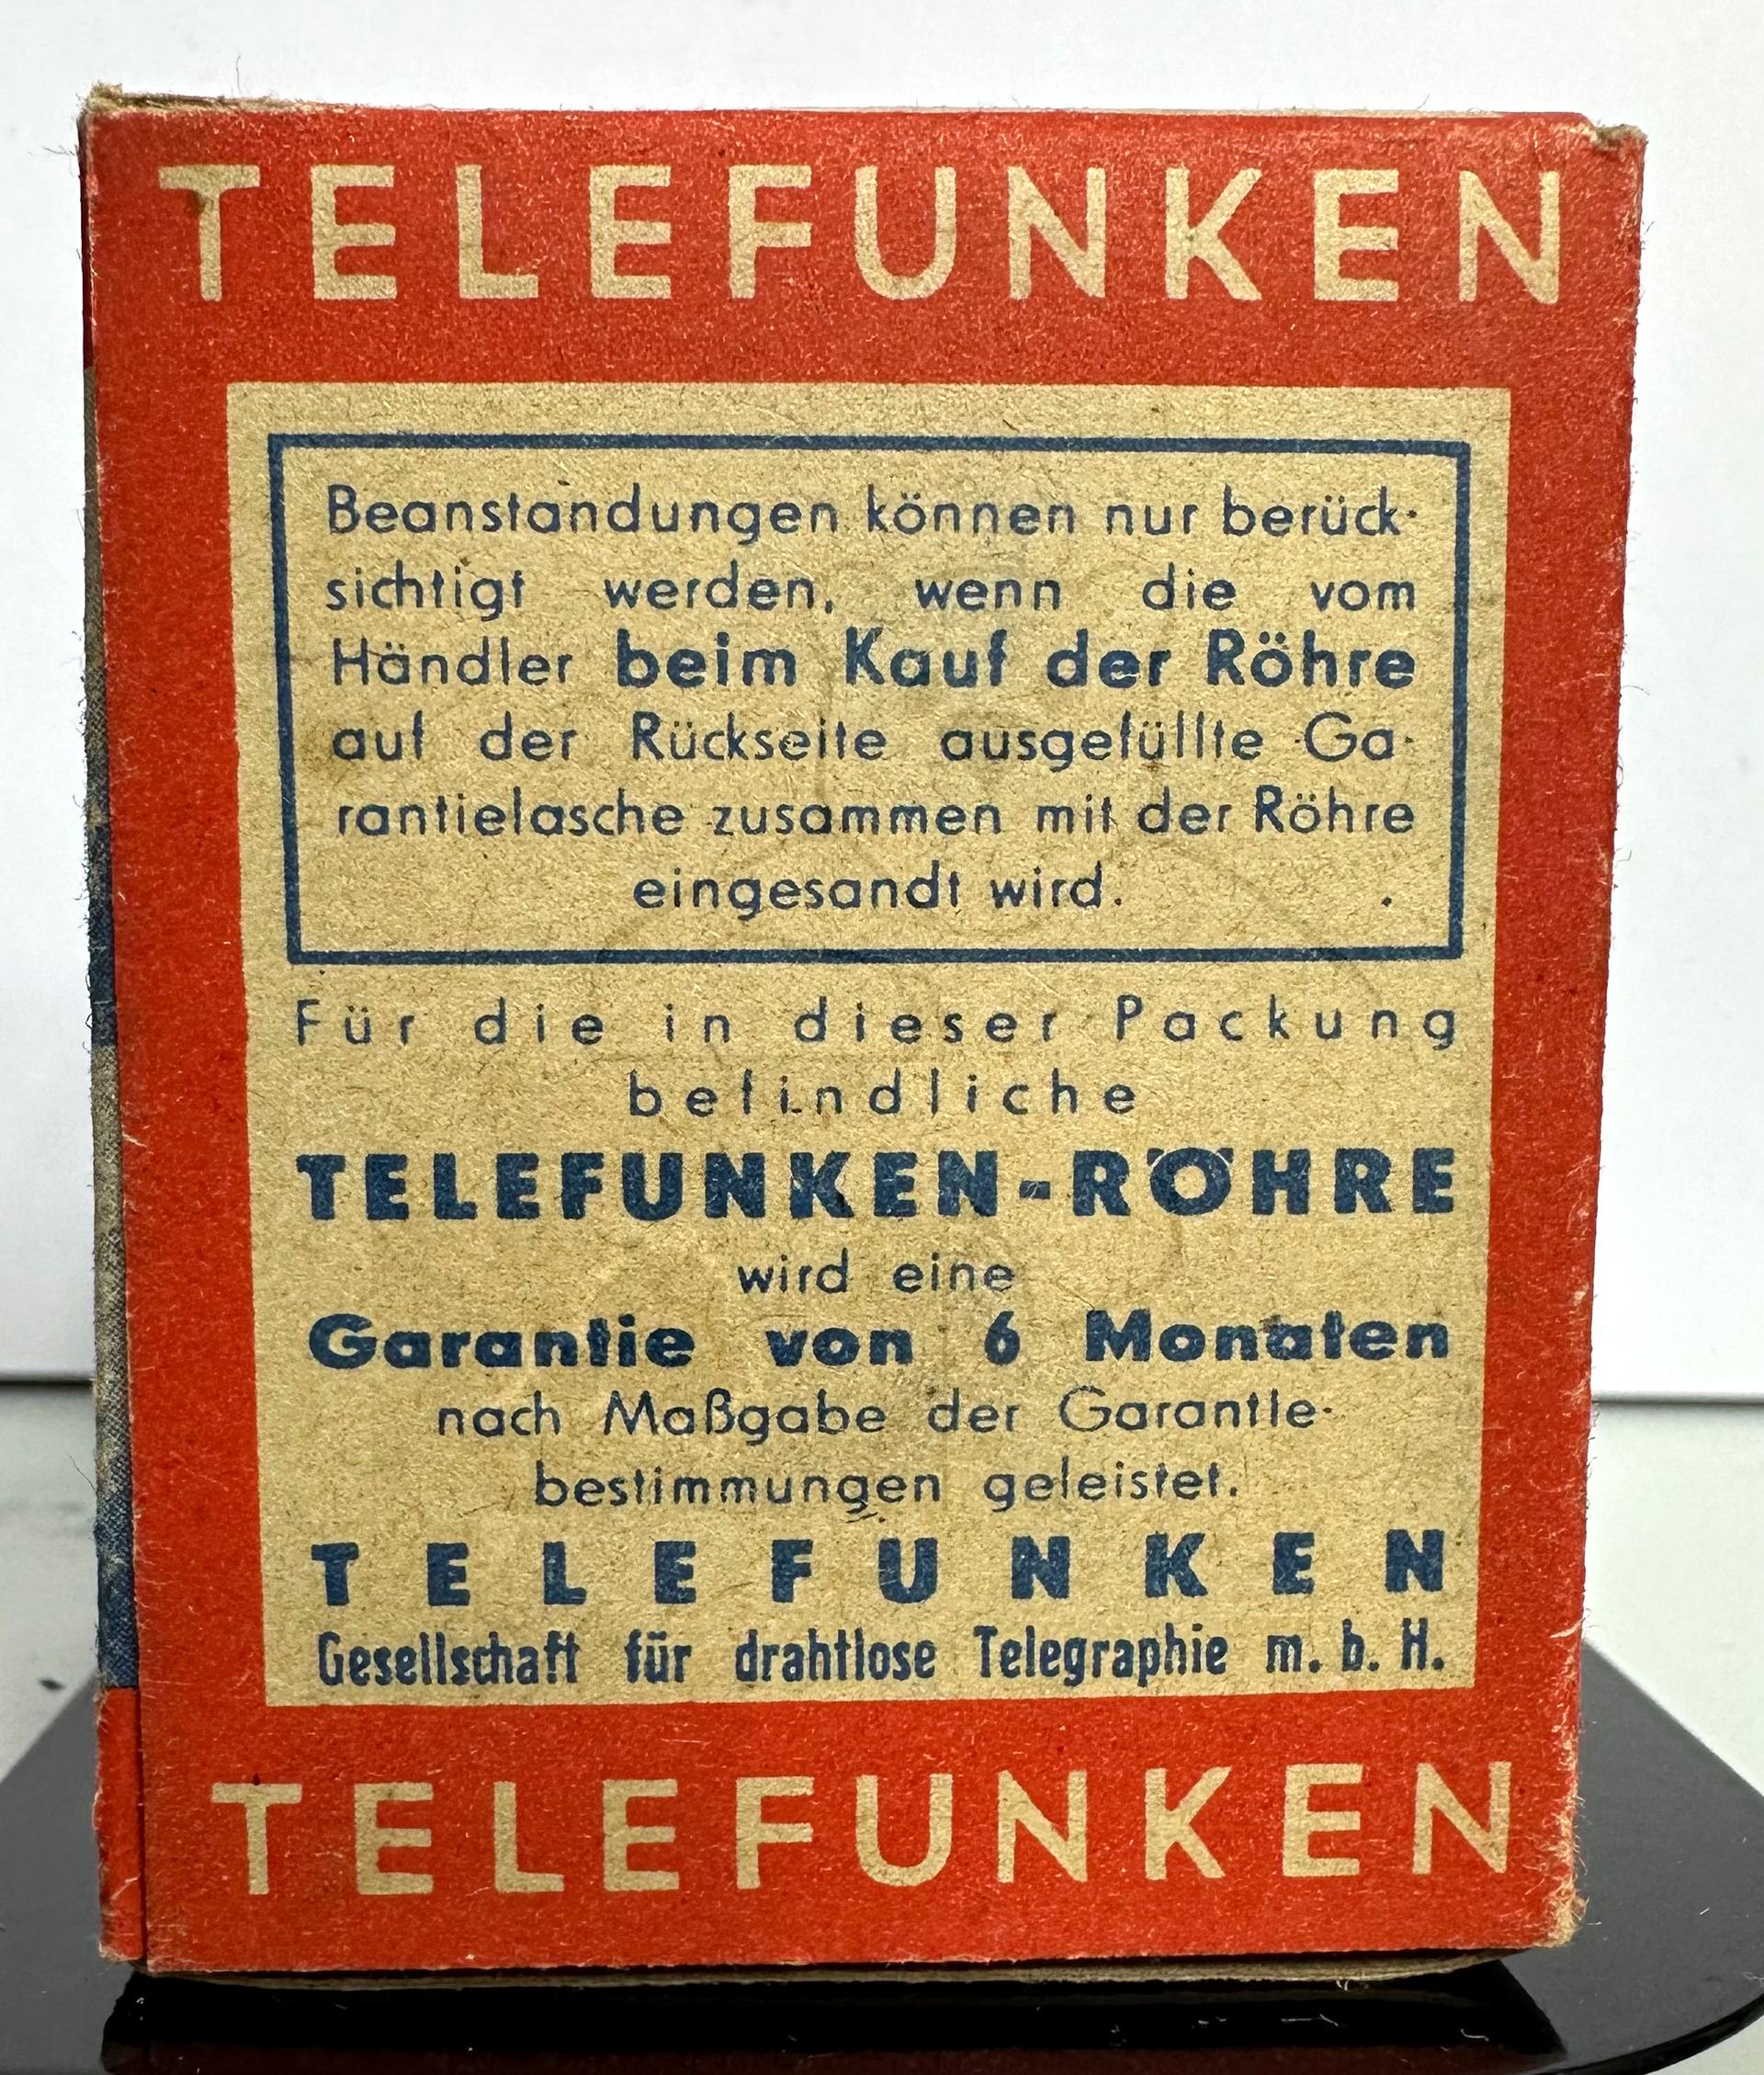 TELEFUNKEN
Beanstandungen können nur berück-
sichtigt werden, wenn die vom
Händler beim Kauf der Röhre
auf der Rückseite ausgefüllte Ga-
rantielasche zusammen mit der Röhre
eingesandt wird.
Für die in dieser Packung
befindliche
TELEFUNKEN-RÖHRE
wird eine
Garantie von 6 Monaten
nach Maßgabe der Garantie-
bestimmungen geleistet.
TELEFUNKEN
Gesellschaft für drahtlose Telegraphie m. b. H.
TELEFUNKEN